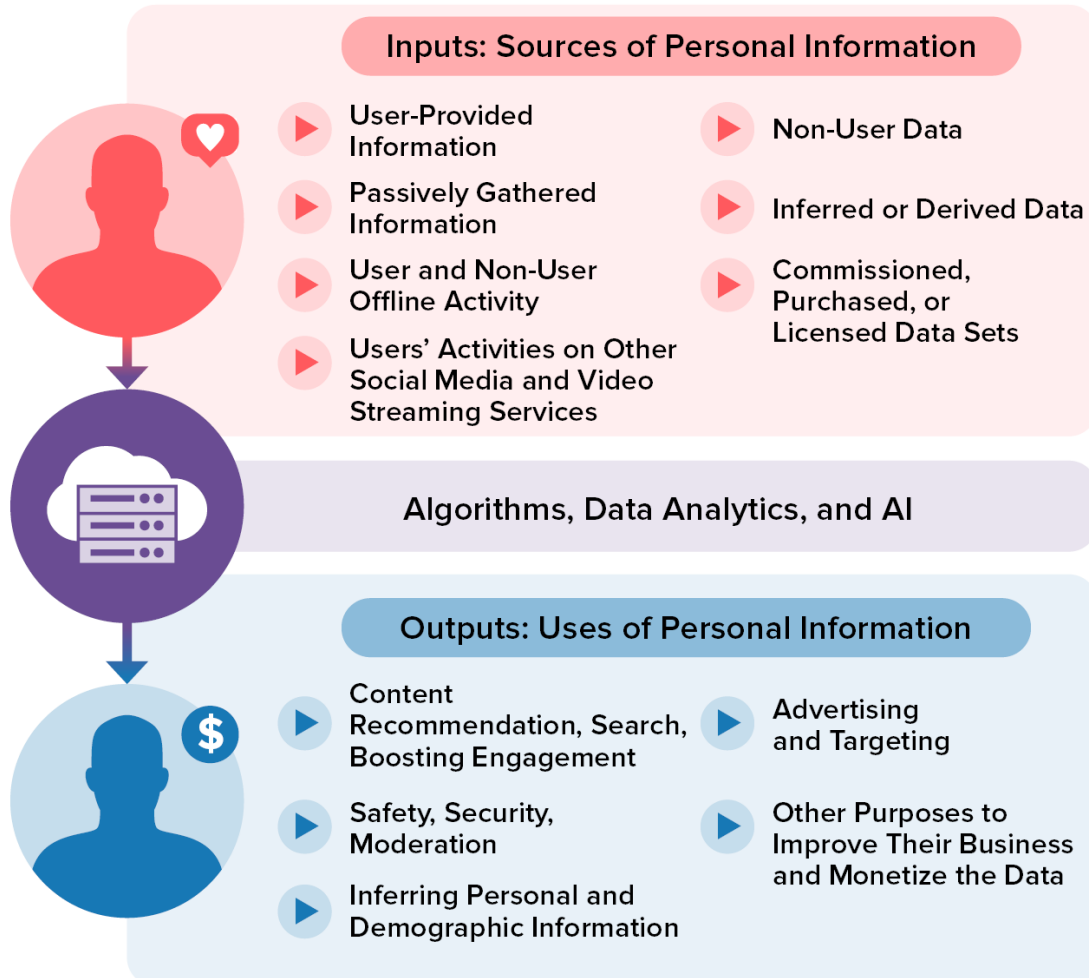 Inputs: Sources of Personal Information
User-Provided
Information
Passively Gathered
Information
User and Non-User
Offline Activity
Users’ Activities on Other
Social Media and Video
Streaming Services
Non-User Data
Inferred or Derived Data
Commissioned,
Purchased, or
Licensed Data Sets
Algorithms, Data Analytics, and AI
Outputs: Uses of Personal Information
$
Content
Recommendation, Search,
Boosting Engagement
Safety, Security,
Moderation
Inferring Personal and
Demographic Information
Advertising
and Targeting
Other Purposes to
Improve Their Business
and Monetize the Data